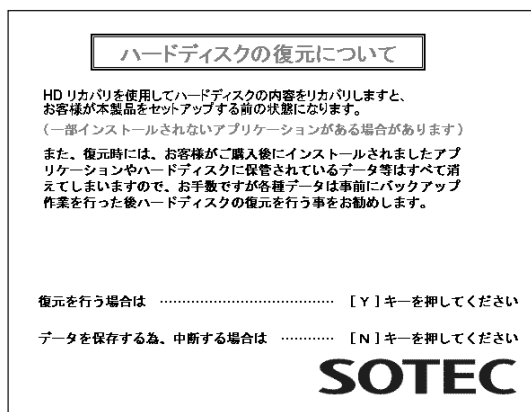 ハードディスクの復元について
HDリカバリを使用してハードディスクの内容をリカバリしますと、
お客様が本製品をセットアップする前の状態になります。
(一部インストールされないアプリケーションがある場合があります)
また、復元時には、お客様がご購入後にインストールされましたアプ
リケーションやハードディスクに保管されているデータ等はすべて消
えてしまいますので、お手数ですが各種データは事前にバックアップ
作業を行った後ハードディスクの復元を行う事をお勧めします。
復元を行う場合は ………………………………… [Y]キーを押してください
データを保存する為、中断する場合は ………… [N]キーを押してください
SOTEC